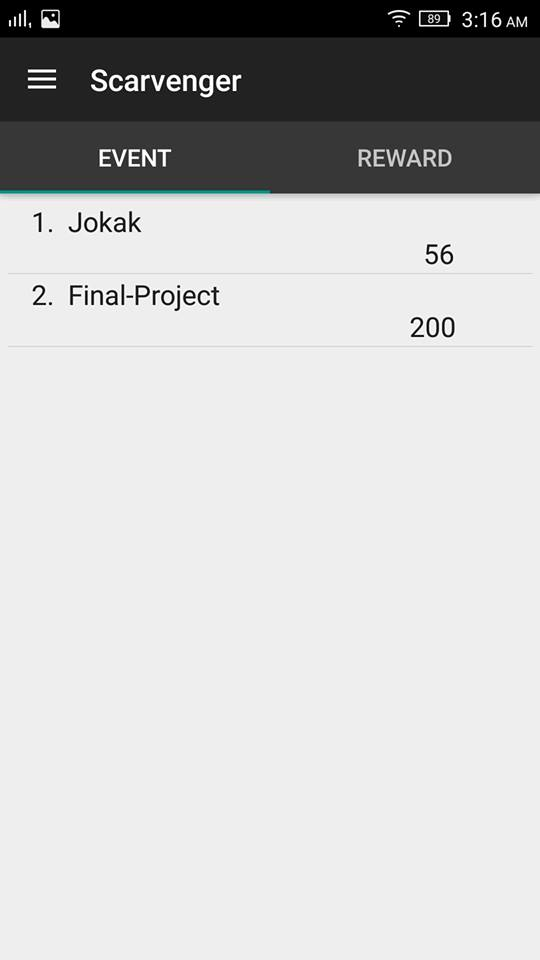 89 3:16 AM
Scarvenger
EVENT REWARD
1. Jokak
56
2. Final-Project
200